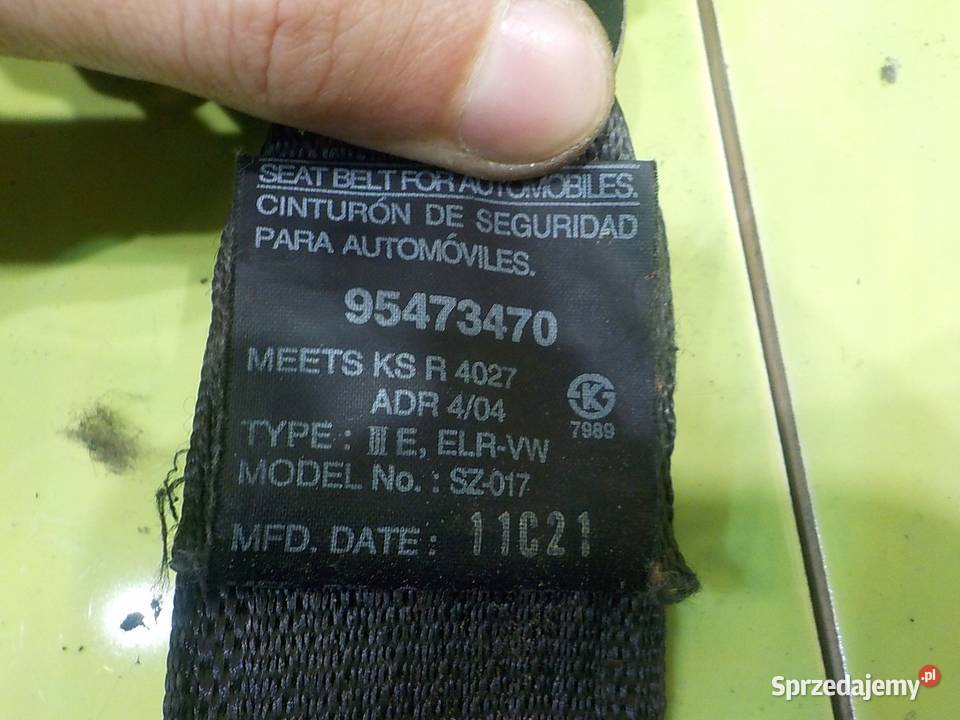 SEAT BELT FOR AUTOMOBILES.
CINTURÓN DE SEGURIDAD
PARA AUTOMÓVILES.
95473470
MEETS KS R 4027
ADR 4/04
K
7989
TYPE : III E, ELR-VW
MODEL No. : SZ-017
MFD. DATE : 11C21
Sprzedajemy.pl